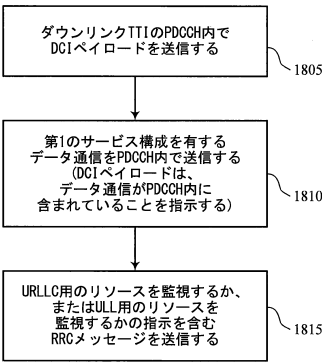 ダウンリンクTTIのPDCCH内で
DCIペイロードを送信する
1805
第1のサービス構成を有する
データ通信をPDCCH内で送信する
(DCIペイロードは、
データ通信がPDCCH内に
含まれていることを指示する)
1810
URLLC用のリソースを監視するか、
またはULL用のリソースを
監視するかの指示を含む
RRCメッセージを送信する
1815